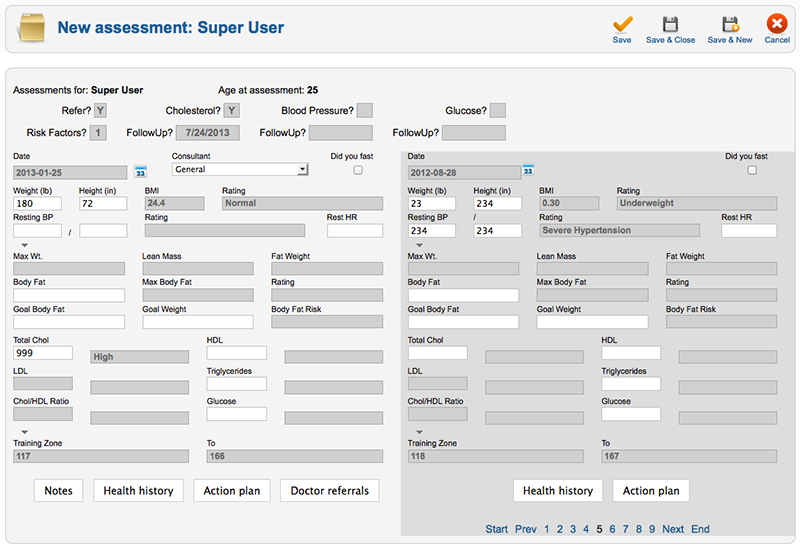 New assessment: Super User
Save Save & Close Save & New Cancel
Assessments for: Super User Age at assessment: 25
Refer? Y Cholesterol? Y Blood Pressure? Glucose?
Risk Factors? 1 FollowUp? 7/24/2013 FollowUp? FollowUp?
Date Consultant Did you fast
2013-01-25 23 General
Weight (lb) Height (in) BMI Rating
180 72 24.4 Normal
Resting BP Rating Rest HR
/
Max Wt. Lean Mass Fat Weight
Body Fat Max Body Fat Rating
Goal Body Fat Goal Weight Body Fat Risk
Total Chol HDL
999 High
LDL Triglycerides
Chol/HDL Ratio Glucose
Training Zone To
117 166
Notes Health history Action plan Doctor referrals
Date Did you fast
2012-08-28 23
Weight (lb) Height (in) BMI Rating
23 234 0.30 Underweight
Resting BP / Rating Rest HR
234 234 Severe Hypertension
Max Wt. Lean Mass Fat Weight
Body Fat Max Body Fat Rating
Goal Body Fat Goal Weight Body Fat Risk
Total Chol HDL
LDL Triglycerides
Chol/HDL Ratio Glucose
Training Zone To
118 167
Health history Action plan
Start Prev 1 2 3 4 5 6 7 8 9 Next End